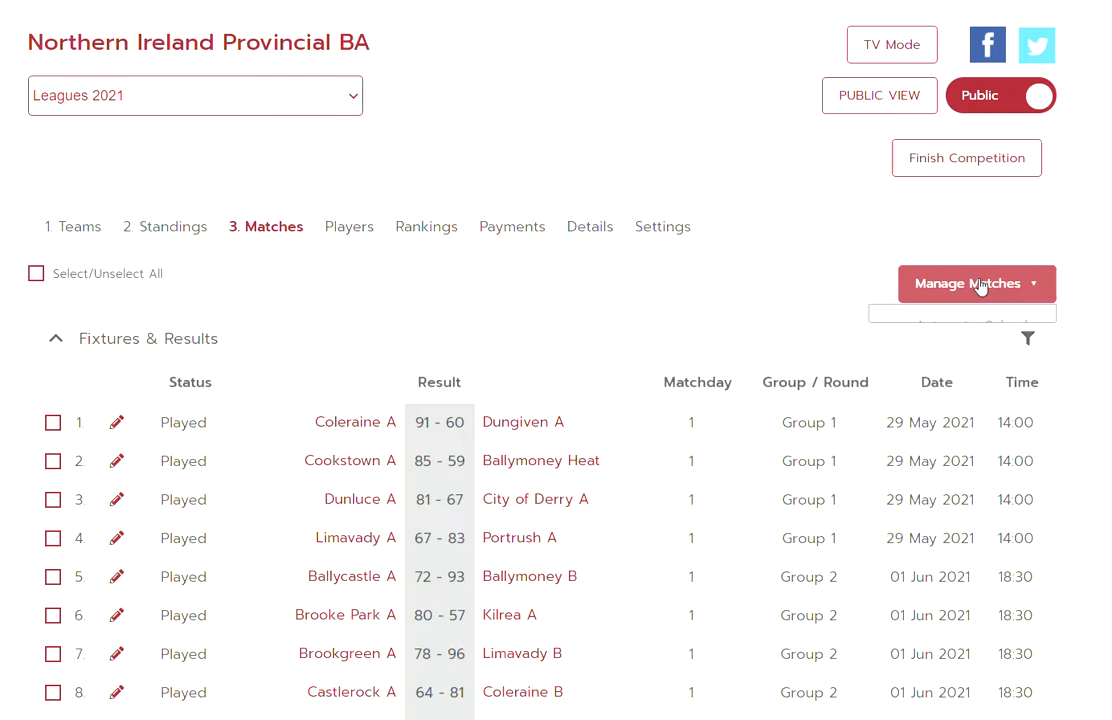 Northern Ireland Provincial BA
TV Mode
Leagues 2021
PUBLIC VIEW
Public
Finish Competition
1. Teams 2. Standings 3. Matches Players Rankings Payments Details Settings
Select/Unselect All
Manage Matches
Fixtures & Results
Status Result Matchday Group / Round Date Time
1. Played Coleraine A 91 - 60 Dungiven A 1 Group 1 29 May 2021 14:00
2. Played Cookstown A 85 - 59 Ballymoney Heat 1 Group 1 29 May 2021 14:00
3. Played Dunluce A 81 - 67 City of Derry A 1 Group 1 29 May 2021 14:00
4. Played Limavady A 67 - 83 Portrush A 1 Group 1 29 May 2021 14:00
5. Played Ballycastle A 72 - 93 Ballymoney B 1 Group 2 01 Jun 2021 18:30
6. Played Brooke Park A 80 - 57 Kilrea A 1 Group 2 01 Jun 2021 18:30
7. Played Brookgreen A 78 - 96 Limavady B 1 Group 2 01 Jun 2021 18:30
8. Played Castlerock A 64 - 81 Coleraine B 1 Group 2 01 Jun 2021 18:30